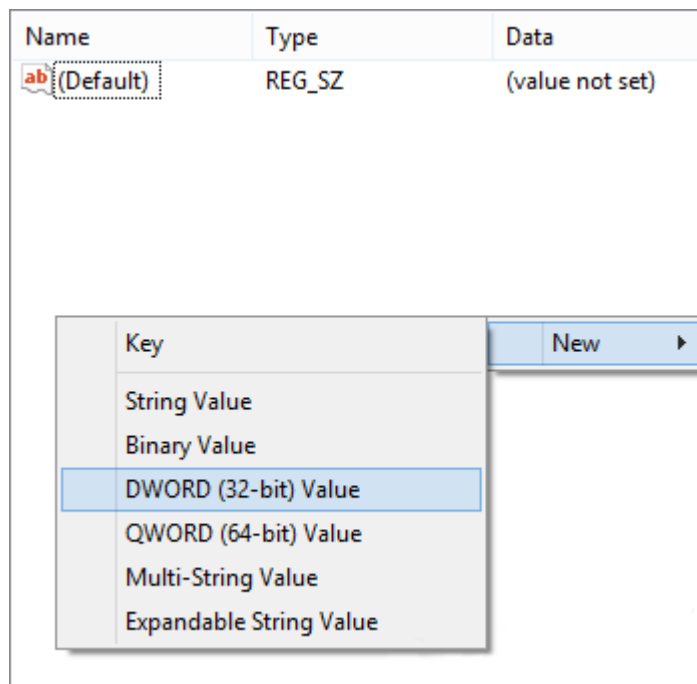 Name Type Data
ab (Default) REG_SZ (value not set)
Key New
String Value
Binary Value
DWORD (32-bit) Value
QWORD (64-bit) Value
Multi-String Value
Expandable String Value